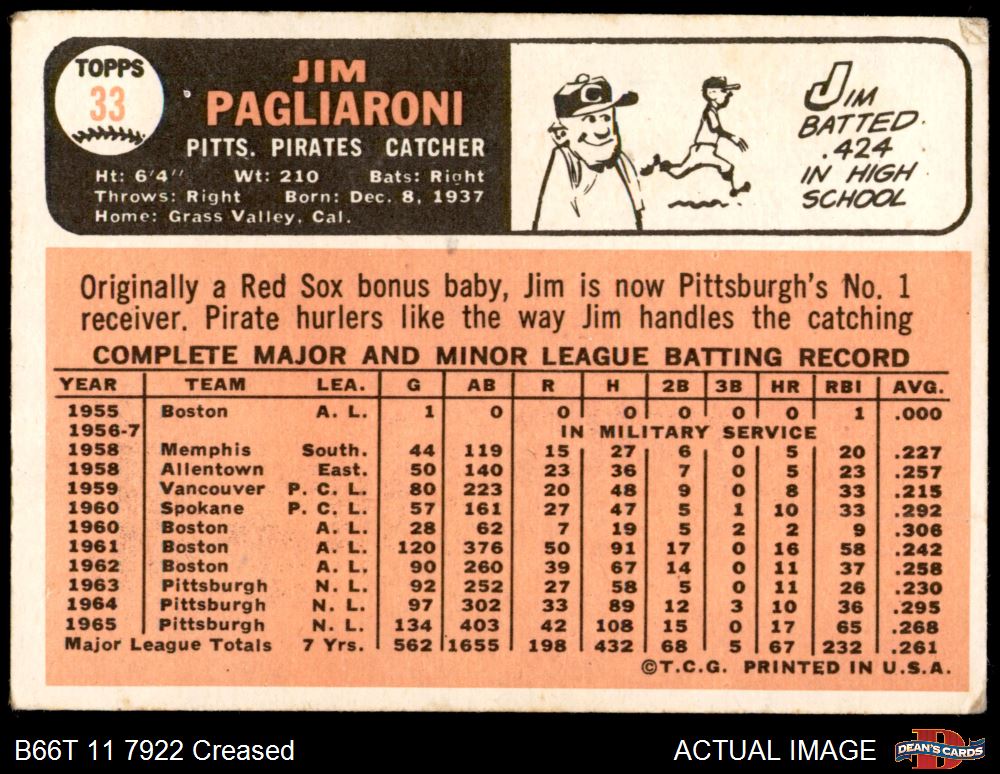 TOPPS
33
JIM
PAGLIARONI
PITTS. PIRATES CATCHER
Ht: 6'4" Wt: 210 Bats: Right
Throws: Right Born: Dec. 8, 1937
Home: Grass Valley, Cal.
C
JIM
BATTED
.424
IN HIGH
SCHOOL
Originally a Red Sox bonus baby, Jim is now Pittsburgh's No. 1
receiver. Pirate hurlers like the way Jim handles the catching
COMPLETE MAJOR AND MINOR LEAGUE BATTING RECORD
YEAR TEAM LEA. G AB R H 2B 3B HR RBI AVG.
1955 Boston A. L. 1 0 0 0 0 0 0 1 .000
1956-7 IN MILITARY SERVICE
1958 Memphis South. 44 119 15 27 6 0 5 20 .227
1958 Allentown East. 50 140 23 36 7 0 5 23 .257
1959 Vancouver P. C. L. 80 223 20 48 9 0 8 33 .215
1960 Spokane P. C. L. 57 161 27 47 5 1 10 33 .292
1960 Boston A. L. 28 62 7 19 5 2 2 9 .306
1961 Boston A. L. 120 376 50 91 17 0 16 58 .242
1962 Boston A. L. 90 260 39 67 14 0 11 37 .258
1963 Pittsburgh N. L. 92 252 27 58 5 0 11 26 .230
1964 Pittsburgh N. L. 97 302 33 89 12 3 10 36 .295
1965 Pittsburgh N. L. 134 403 42 108 15 0 17 65 .268
Major League Totals 7 Yrs. 562 1655 198 432 68 5 67 232 .261
©T.C.G. PRINTED IN U.S.A.
B66T 11 7922 Creased
ACTUAL IMAGE
D
DEAN'S CARDS